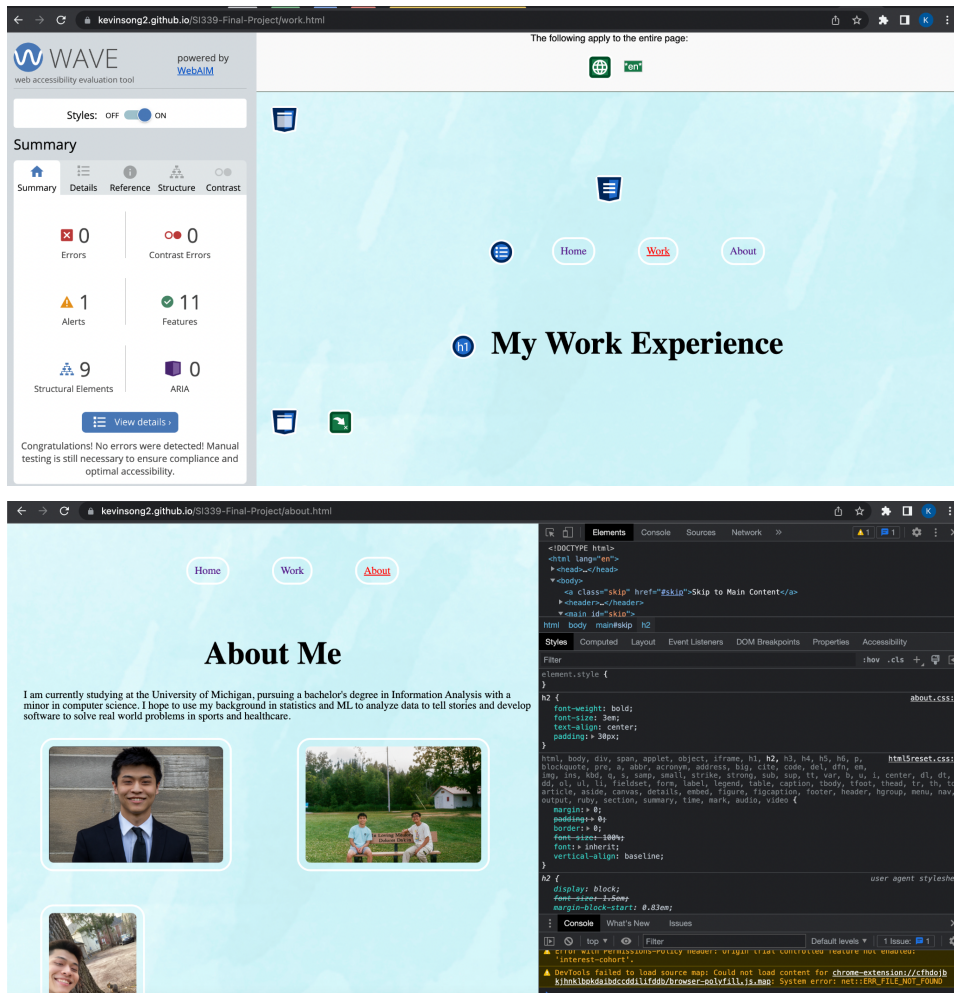 kevinsong2.github.io/SI339-Final-Project/work.html
K
WAVE
web accessibility evaluation tool
powered by
WebAIM
The following apply to the entire page:
"en"
Styles: OFF ON
Summary
Summary Details Reference Structure Contrast
0
Errors
0
Contrast Errors
1
Alerts
11
Features
9
Structural Elements
0
ARIA
View details ›
Congratulations! No errors were detected! Manual
testing is still necessary to ensure compliance and
optimal accessibility.
Home Work About
h1 My Work Experience
kevinsong2.github.io/SI339-Final-Project/about.html
K
Home Work About
About Me
I am currently studying at the University of Michigan, pursuing a bachelor's degree in Information Analysis with a
minor in computer science. I hope to use my background in statistics and ML to analyze data to tell stories and develop
software to solve real world problems in sports and healthcare.
Elements Console Sources Network » 1 1
<!DOCTYPE html>
<html lang="en">
<head>…</head>
<body>
<a class="skip" href="#skip">Skip to Main Content</a>
<header>…</header>
<main id="skip">
html body main#skip h2
Styles Computed Layout Event Listeners DOM Breakpoints Properties Accessibility
Filter :hov .cls +
element.style {
}
h2 { about.css:
font-weight: bold;
font-size: 3em;
text-align: center;
padding: 30px;
}
html, body, div, span, applet, object, iframe, h1, h2, h3, h4, h5, h6, p, html5reset.css:
blockquote, pre, a, abbr, acronym, address, big, cite, code, del, dfn, em,
img, ins, kbd, q, s, samp, small, strike, strong, sub, sup, tt, var, b, u, i, center, dl, dt,
dd, ol, ul, li, fieldset, form, label, legend, table, caption, tbody, tfoot, thead, tr, th, td
article, aside, canvas, details, embed, figure, figcaption, footer, header, hgroup, menu, nav,
output, ruby, section, summary, time, mark, audio, video {
margin: 0;
padding: 0;
border: 0;
font-size: 100%;
font: inherit;
vertical-align: baseline;
}
h2 { user agent styleshe
display: block;
font-size: 1.5em;
margin-block-start: 0.83em;
Console What's New Issues
top Filter Default levels 1 Issue: 1
Error with Permissions-Policy header: Origin trial controlled feature not enabled:
'interest-cohort'.
DevTools failed to load source map: Could not load content for chrome-extension://cfhdojb
kjhnklbpkdaibdccddilifddb/browser-polyfill.js.map: System error: net::ERR_FILE_NOT_FOUND